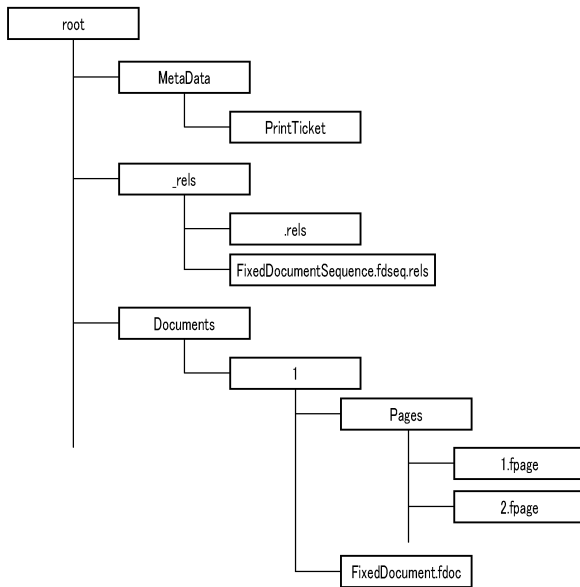 root
MetaData
PrintTicket
_rels
.rels
FixedDocumentSequence.fdseq.rels
Documents
1
Pages
1.fpage
2.fpage
FixedDocument.fdoc